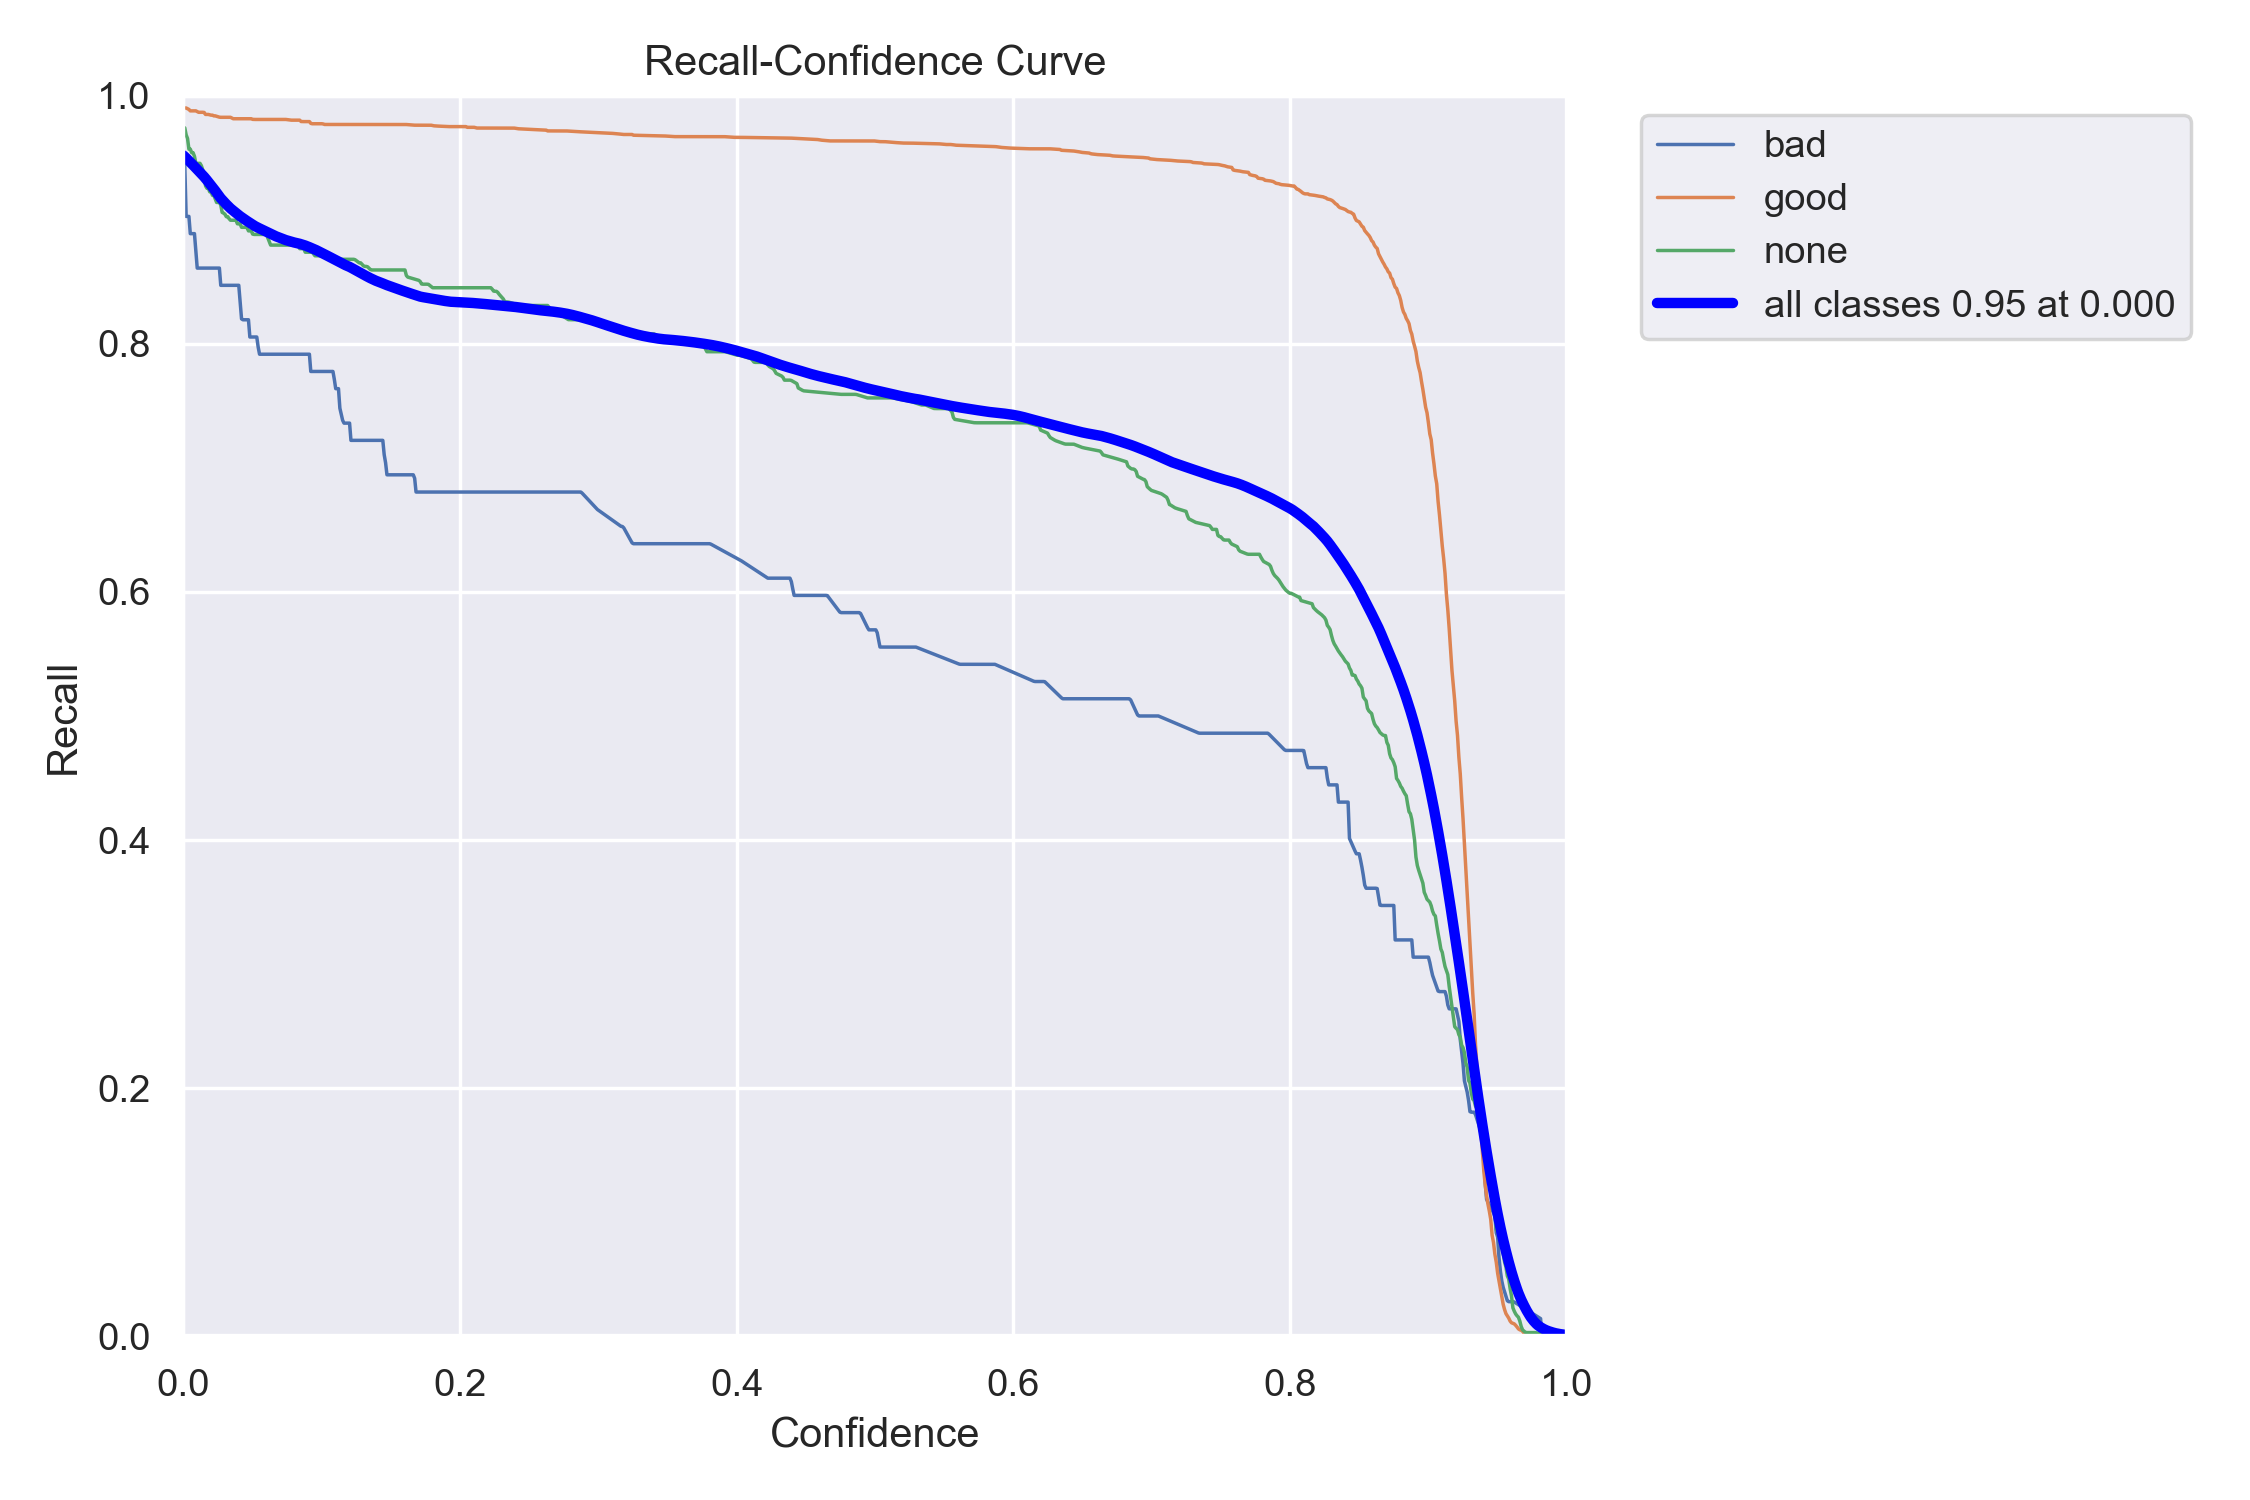 Recall-Confidence Curve
1.0
0.8
0.6
0.4
0.2
0.0
Recall
0.0 0.2 0.4 0.6 0.8 1.0
Confidence
bad
good
none
all classes 0.95 at 0.000